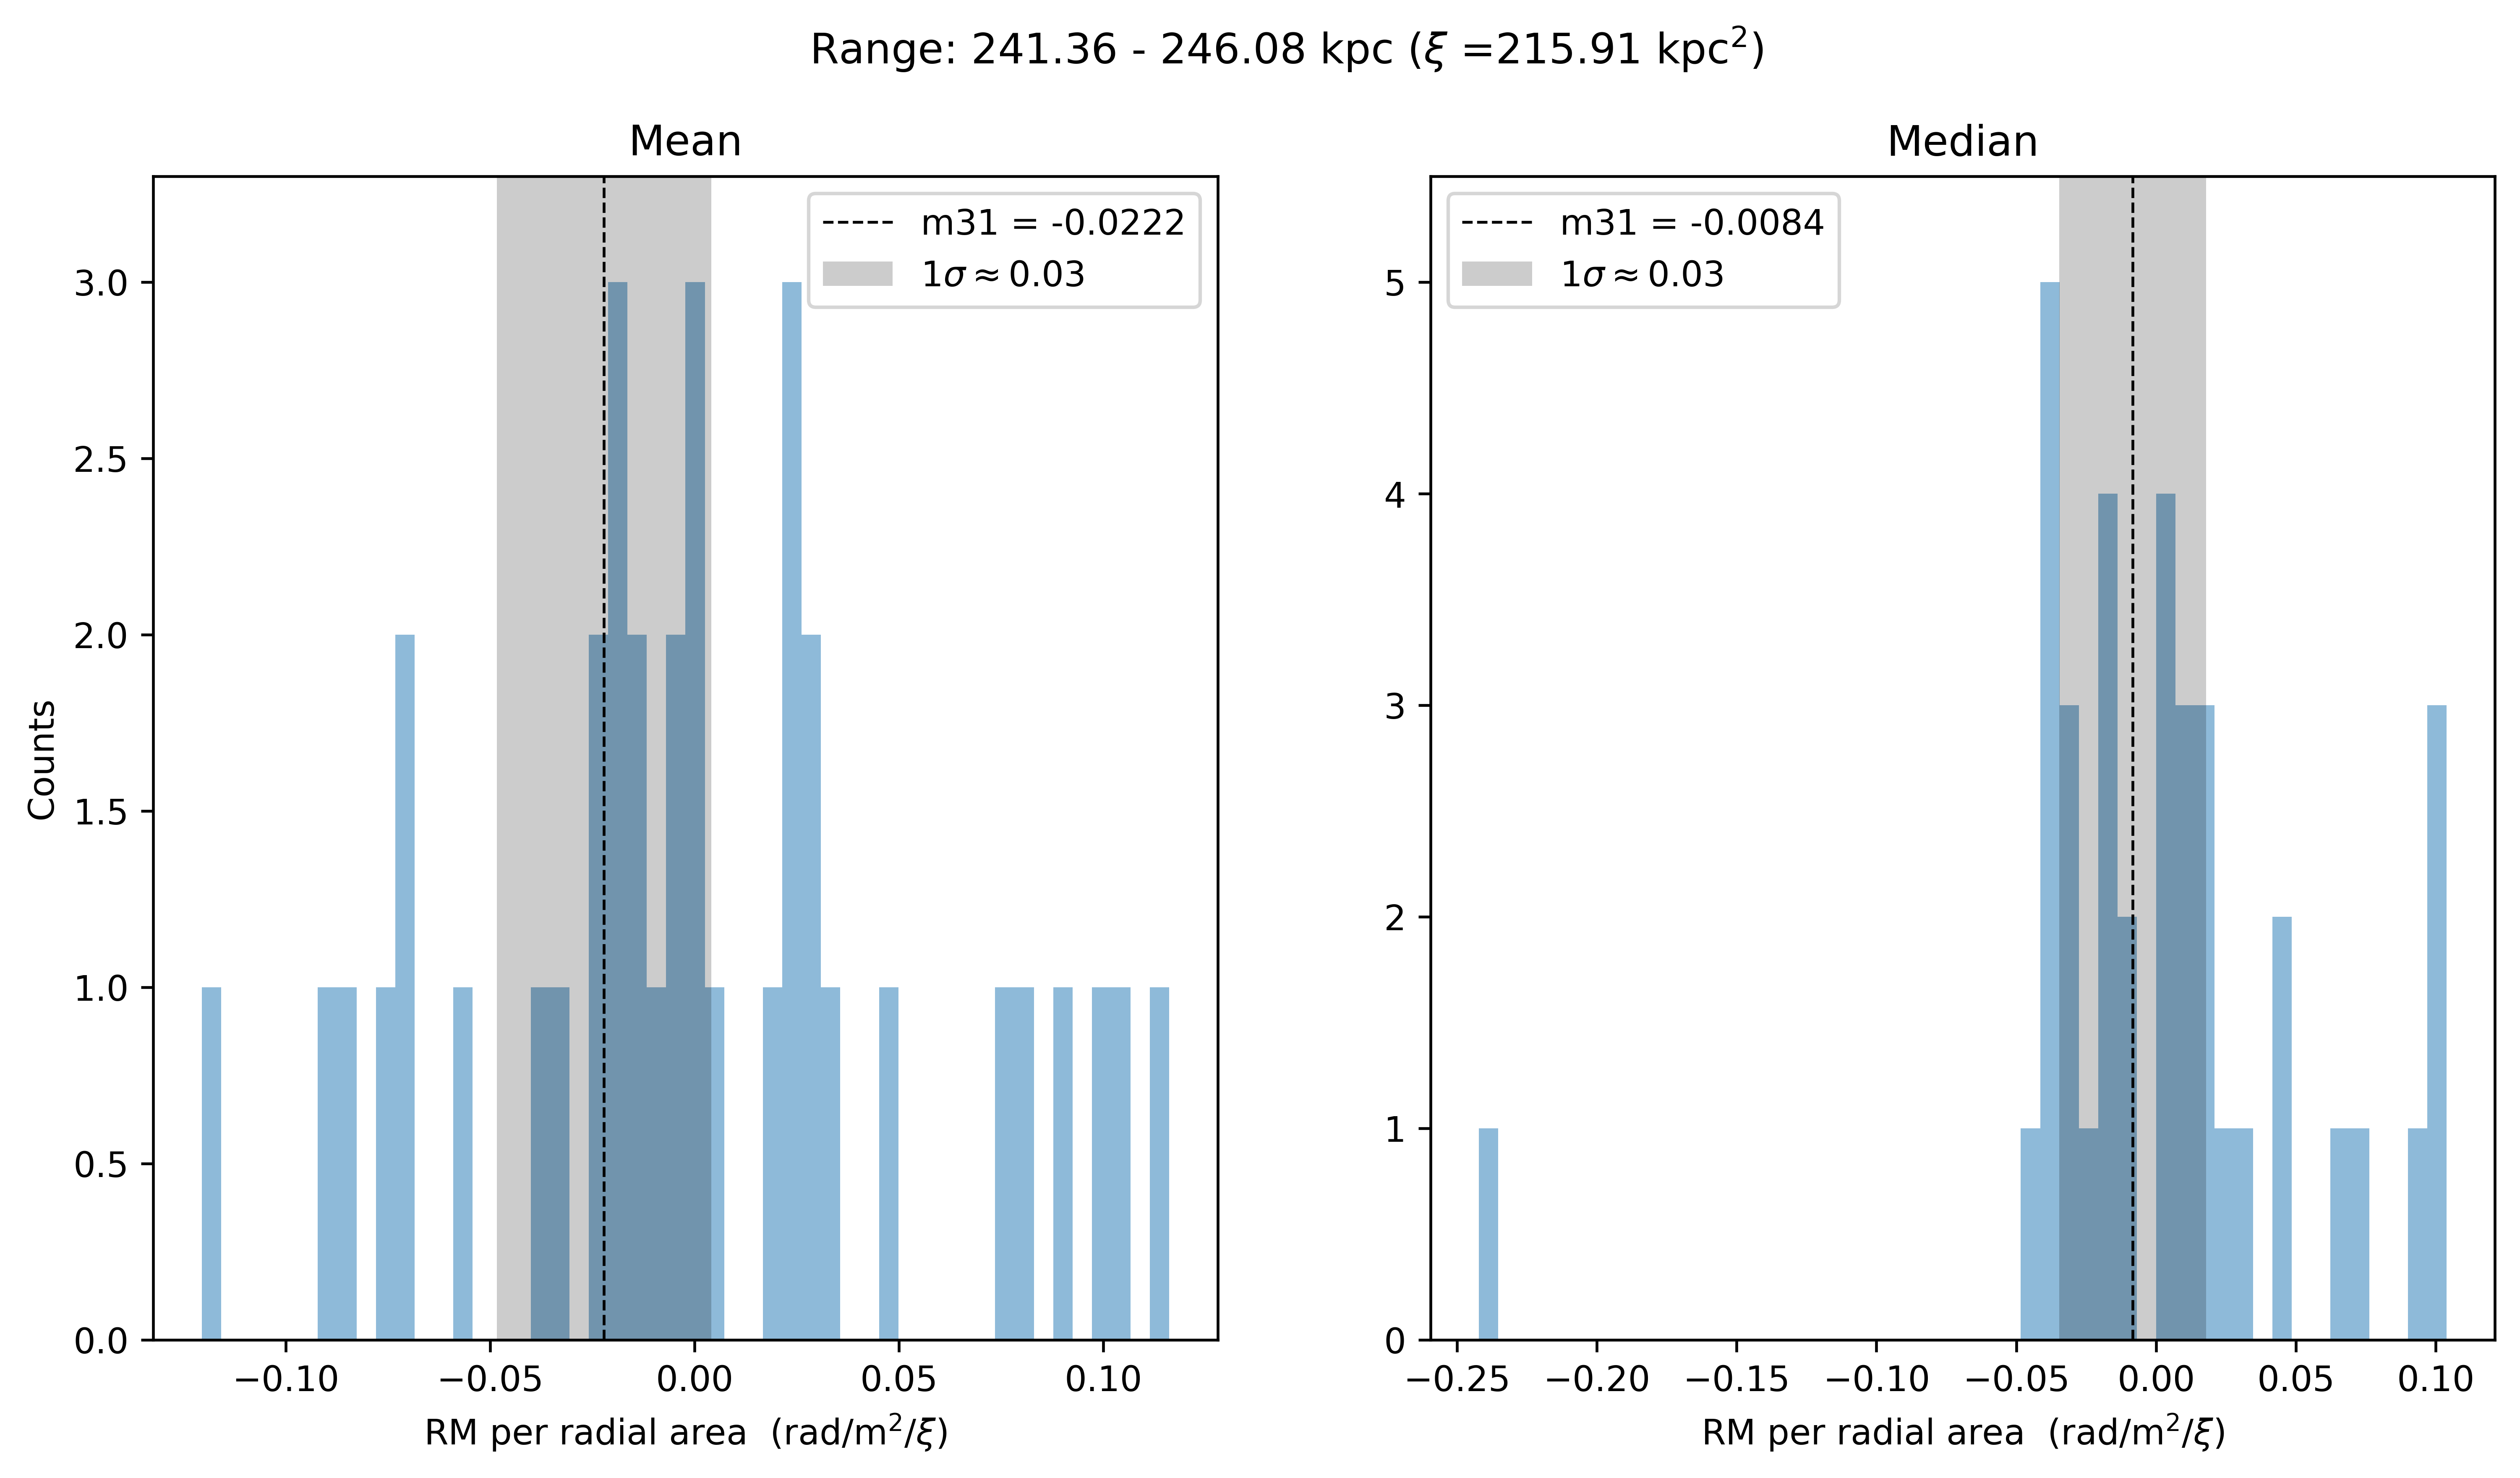 Range: 241.36 - 246.08 kpc (ξ =215.91 kpc²)
Mean
m31 = -0.0222
1σ ≈ 0.03
3.0
2.5
2.0
1.5
1.0
0.5
0.0
Counts
−0.10 −0.05 0.00 0.05 0.10
RM per radial area (rad/m²/ξ)
Median
m31 = -0.0084
1σ ≈ 0.03
5
4
3
2
1
0
−0.25 −0.20 −0.15 −0.10 −0.05 0.00 0.05 0.10
RM per radial area (rad/m²/ξ)